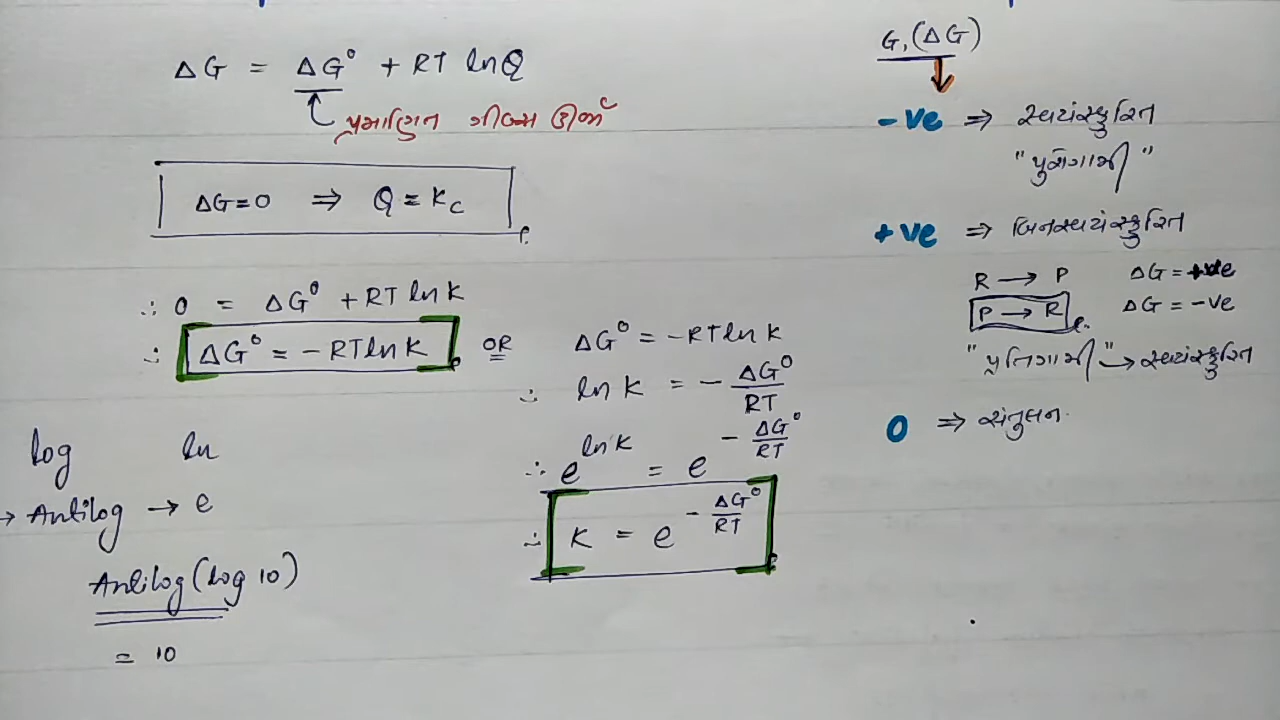 ΔG = ΔG° + RT lnQ
પ્રમાણિત ગીબ્સ ઊર્જા
ΔG=0 ⇒ Q = Kc
∴ 0 = ΔG° + RT ln K
∴ ΔG° = - RT ln K OR
ΔG° = -RT ln K
∴ ln K = - ΔG°/RT
∴ e^(ln K) = e^(-ΔG°/RT)
∴ K = e^(-ΔG°/RT)
log ln
→ Antilog → e
Antilog (log 10)
= 10
G, (ΔG)
-ve ⇒ સ્વયંસ્ફુરિત
"પુરોગામી"
+ve ⇒ બિનસ્વયંસ્ફુરિત
R → P ΔG = +ve
P → R ΔG = -ve
"પ્રતિગામી" → સ્વયંસ્ફુરિત
0 ⇒ સંતુલન.